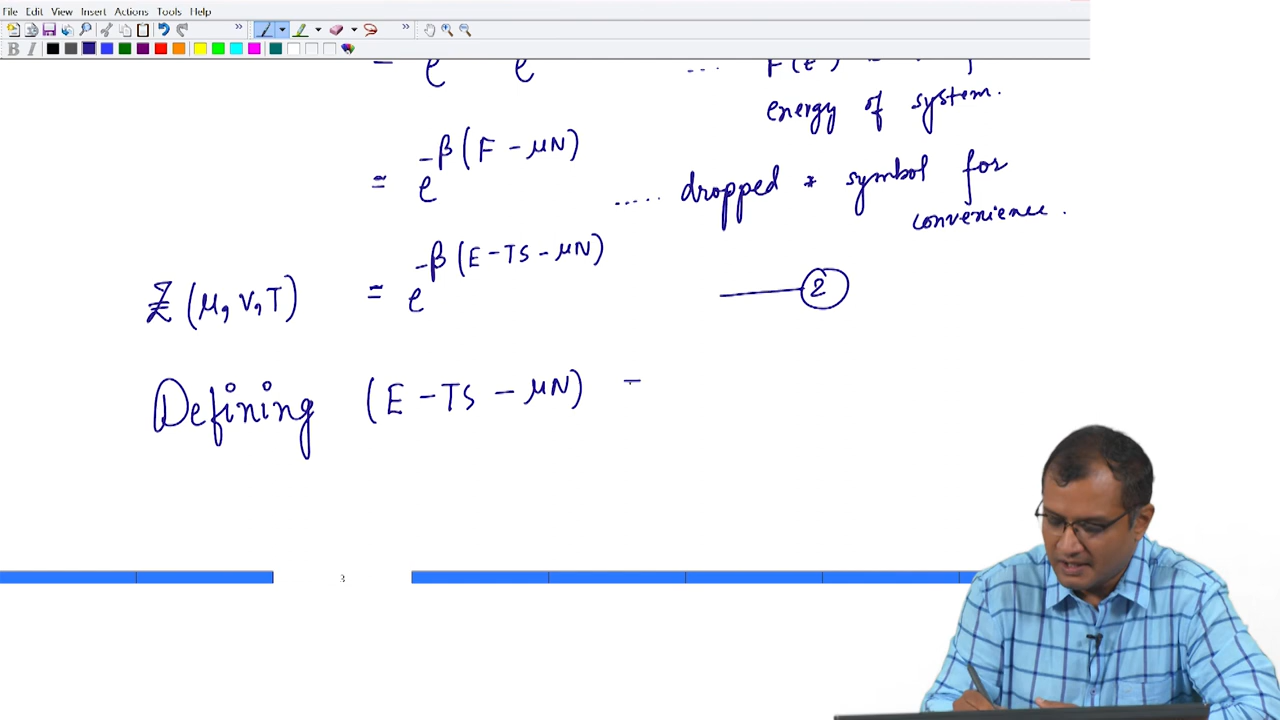 File Edit View Insert Actions Tools Help
» »
B I
= e e .... F(E)
energy of system.
= e^{-β(F - μN)} ..... dropped * symbol for
convenience.
Z(μ, V, T) = e^{-β(E - TS - μN)} —— 2
Defining (E - TS - μN)
3